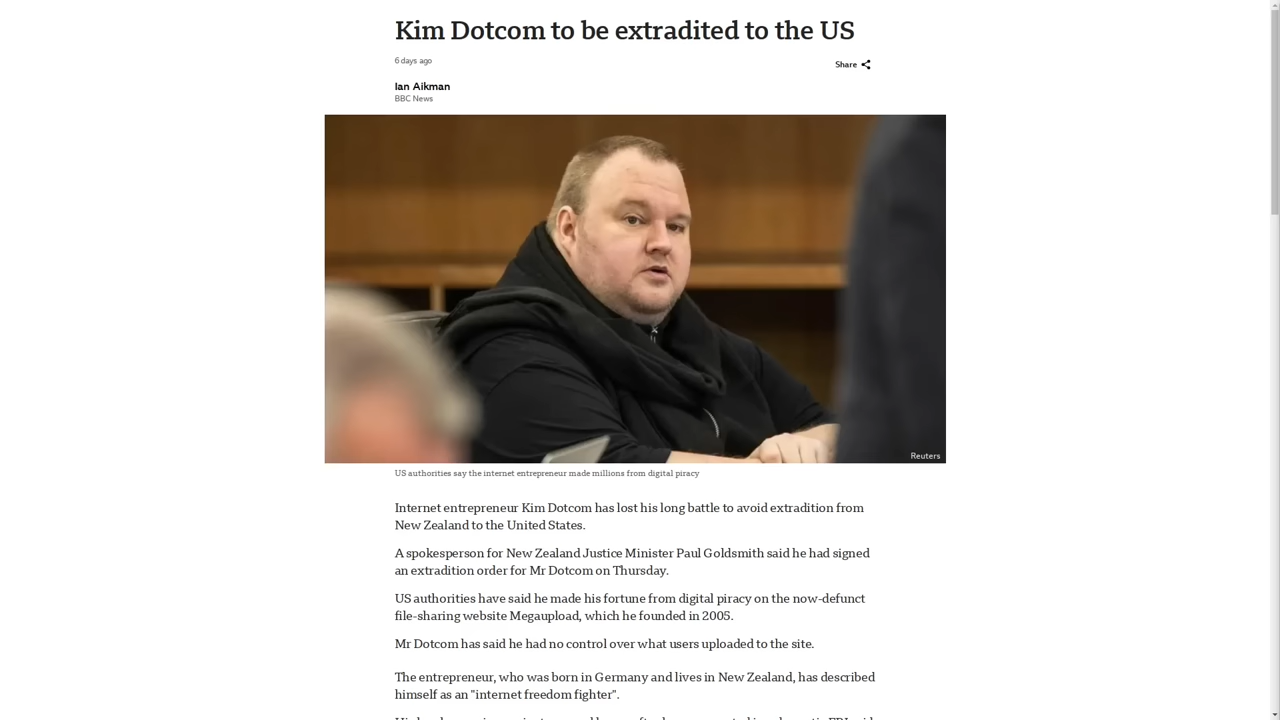 Kim Dotcom to be extradited to the US
6 days ago
Share
Ian Aikman
BBC News
Reuters
US authorities say the internet entrepreneur made millions from digital piracy
Internet entrepreneur Kim Dotcom has lost his long battle to avoid extradition from
New Zealand to the United States.
A spokesperson for New Zealand Justice Minister Paul Goldsmith said he had signed
an extradition order for Mr Dotcom on Thursday.
US authorities have said he made his fortune from digital piracy on the now-defunct
file-sharing website Megaupload, which he founded in 2005.
Mr Dotcom has said he had no control over what users uploaded to the site.
The entrepreneur, who was born in Germany and lives in New Zealand, has described
himself as an "internet freedom fighter".